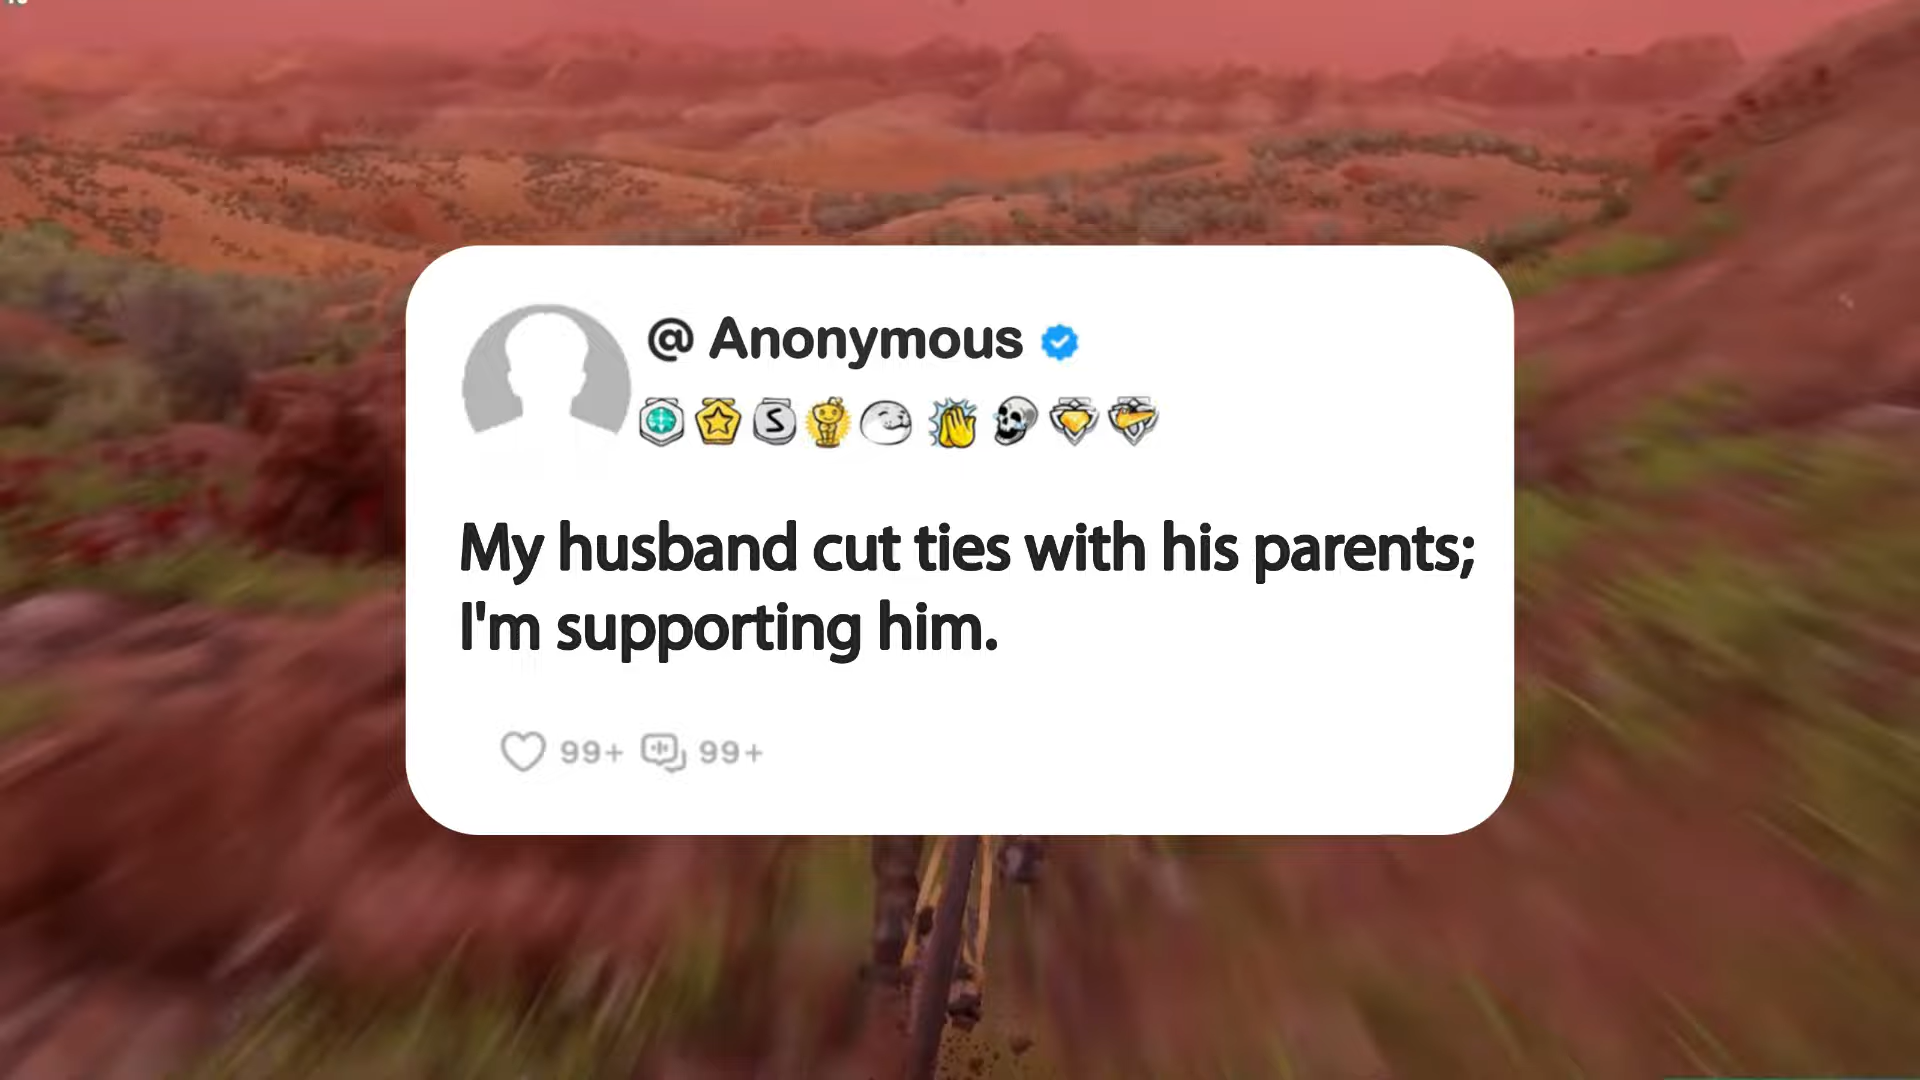 @ Anonymous
My husband cut ties with his parents;
I'm supporting him.
99+ 99+